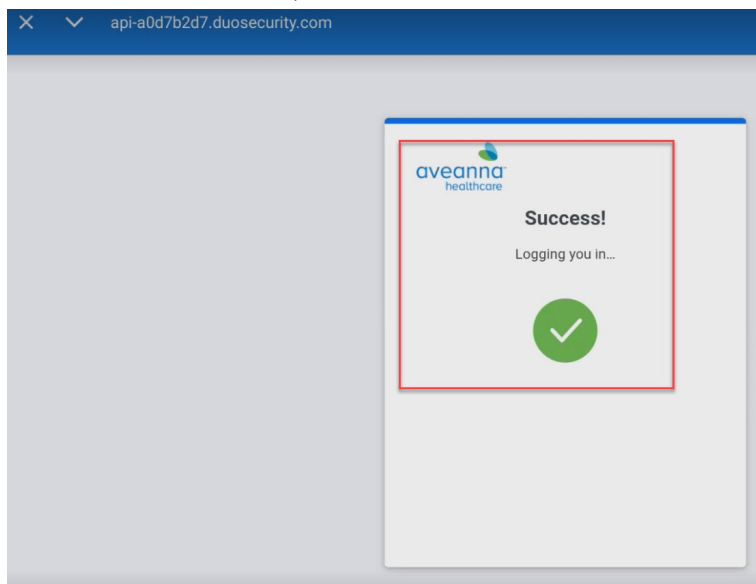 api-a0d7b2d7.duosecurity.com
aveanna
healthcare
Success!
Logging you in...